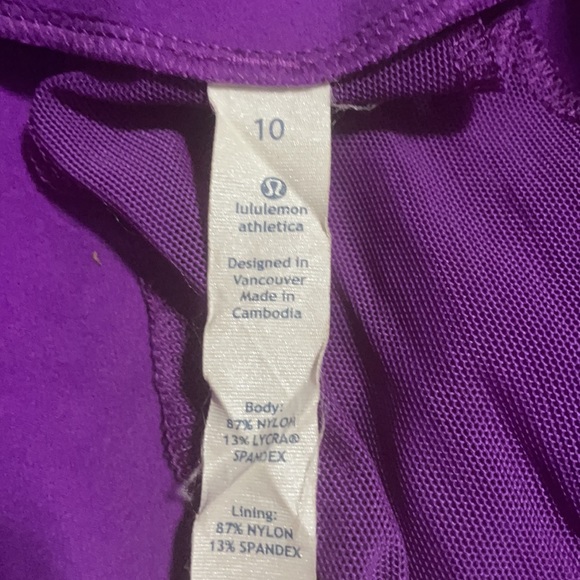 10
lululemon
athletica
Designed in
Vancouver
Made in
Cambodia
Body:
87% NYLON
13% LYCRA®
SPANDEX
Lining:
87% NYLON
13% SPANDEX